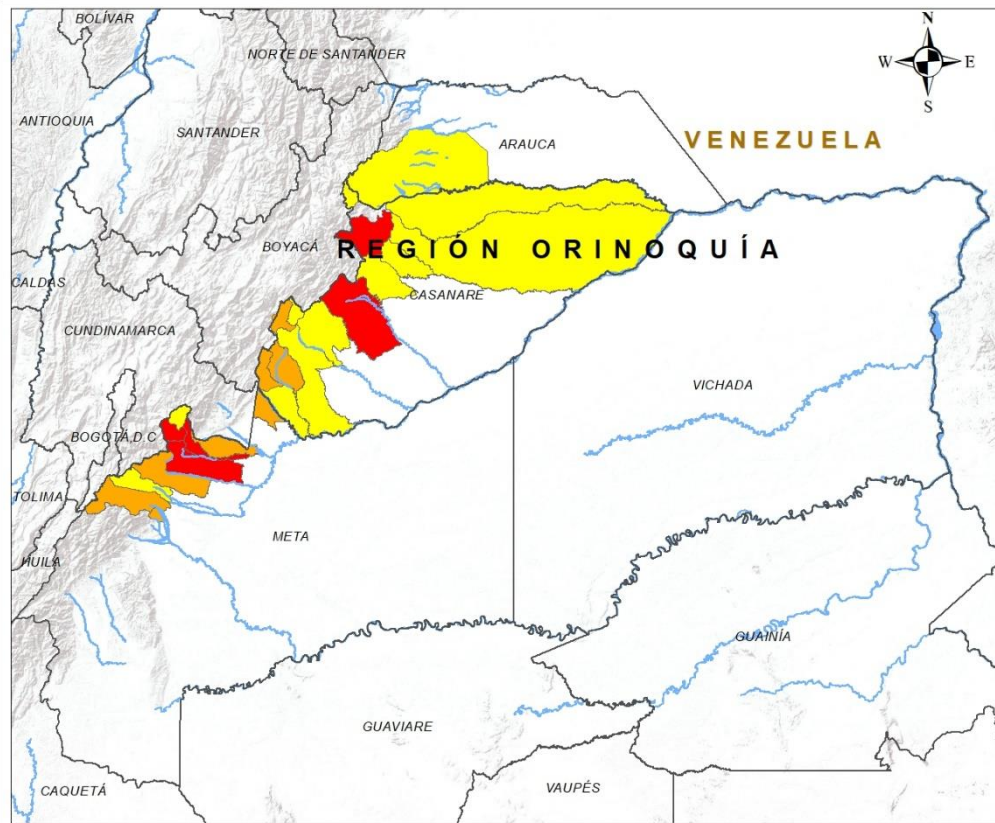 BOLÍVAR
N
NORTE DE SANTANDER
W E
S
ANTIOQUIA
SANTANDER
ARAUCA
VENEZUELA
BOYACÁ
REGIÓN ORINOQUÍA
CALDAS
CASANARE
CUNDINAMARCA
VICHADA
BOGOTÁ.D.C
TOLIMA
META
HUILA
GUAINÍA
GUAVIARE
CAQUETÁ
VAUPÉS